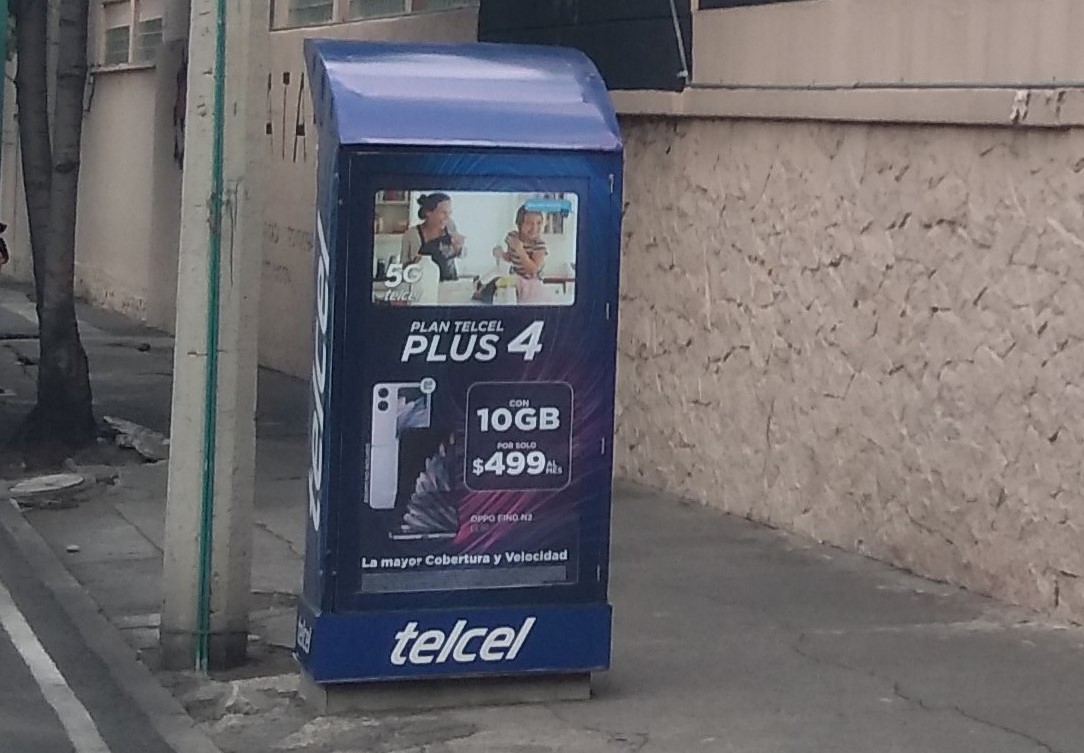 5G
telcel
PLAN TELCEL
PLUS 4
CON
10GB
POR SOLO
$499 AL MES
OPPO FIND N3
La mayor Cobertura y Velocidad
telcel
telcel